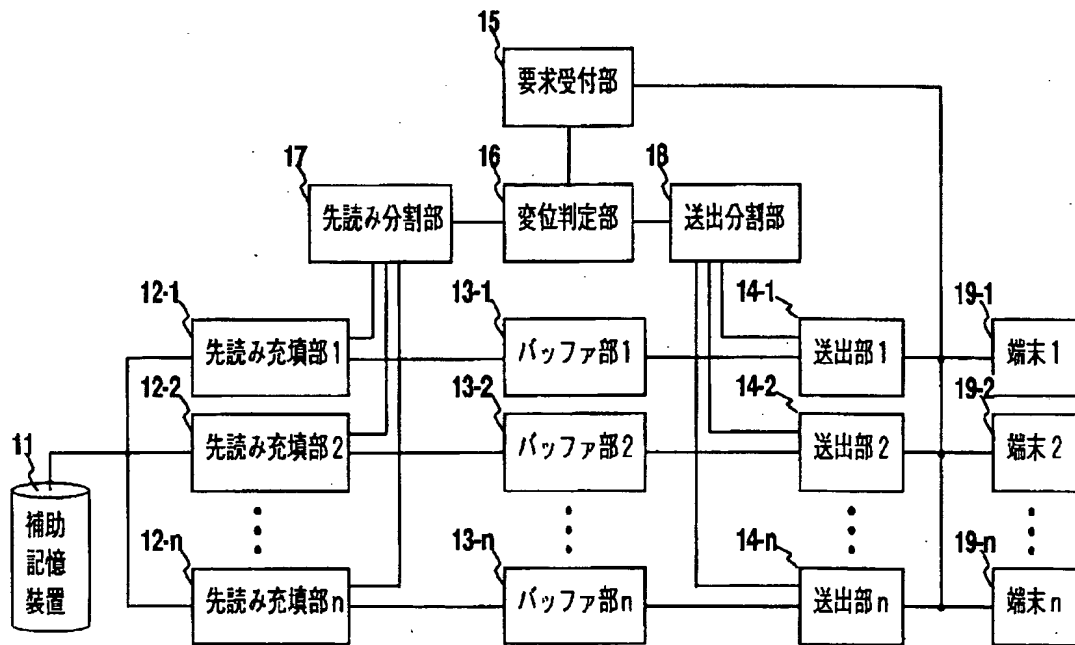 15
要求受付部
17
先読み分割部
16
変位判定部
18
送出分割部
12-1
先読み充填部1
13-1
バッファ部1
14-1
送出部1
19-1
端末1
12-2
先読み充填部2
13-2
バッファ部2
14-2
送出部2
19-2
端末2
11
補助
記憶
装置
12-n
先読み充填部n
13-n
バッファ部n
14-n
送出部n
19-n
端末n